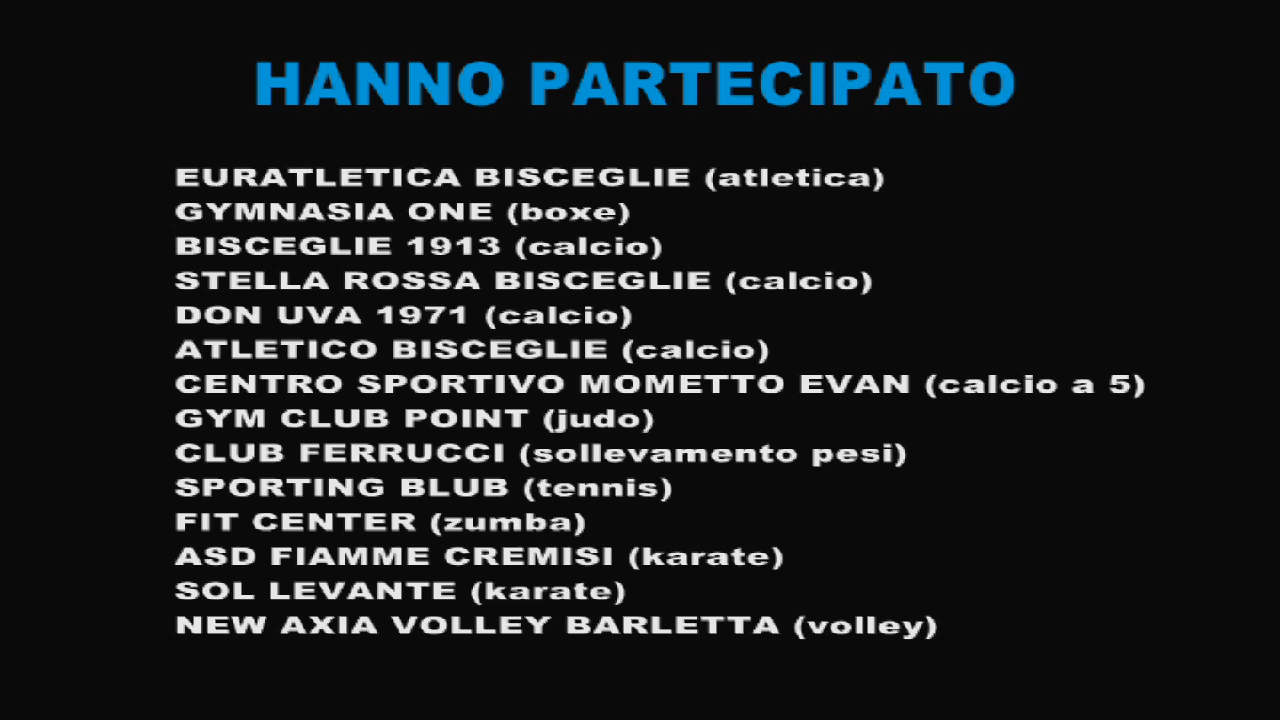 HANNO PARTECIPATO
EURATLETICA BISCEGLIE (atletica)
GYMNASIA ONE (boxe)
BISCEGLIE 1913 (calcio)
STELLA ROSSA BISCEGLIE (calcio)
DON UVA 1971 (calcio)
ATLETICO BISCEGLIE (calcio)
CENTRO SPORTIVO MOMETTO EVAN (calcio a 5)
GYM CLUB POINT (judo)
CLUB FERRUCCI (sollevamento pesi)
SPORTING BLUB (tennis)
FIT CENTER (zumba)
ASD FIAMME CREMISI (karate)
SOL LEVANTE (karate)
NEW AXIA VOLLEY BARLETTA (volley)